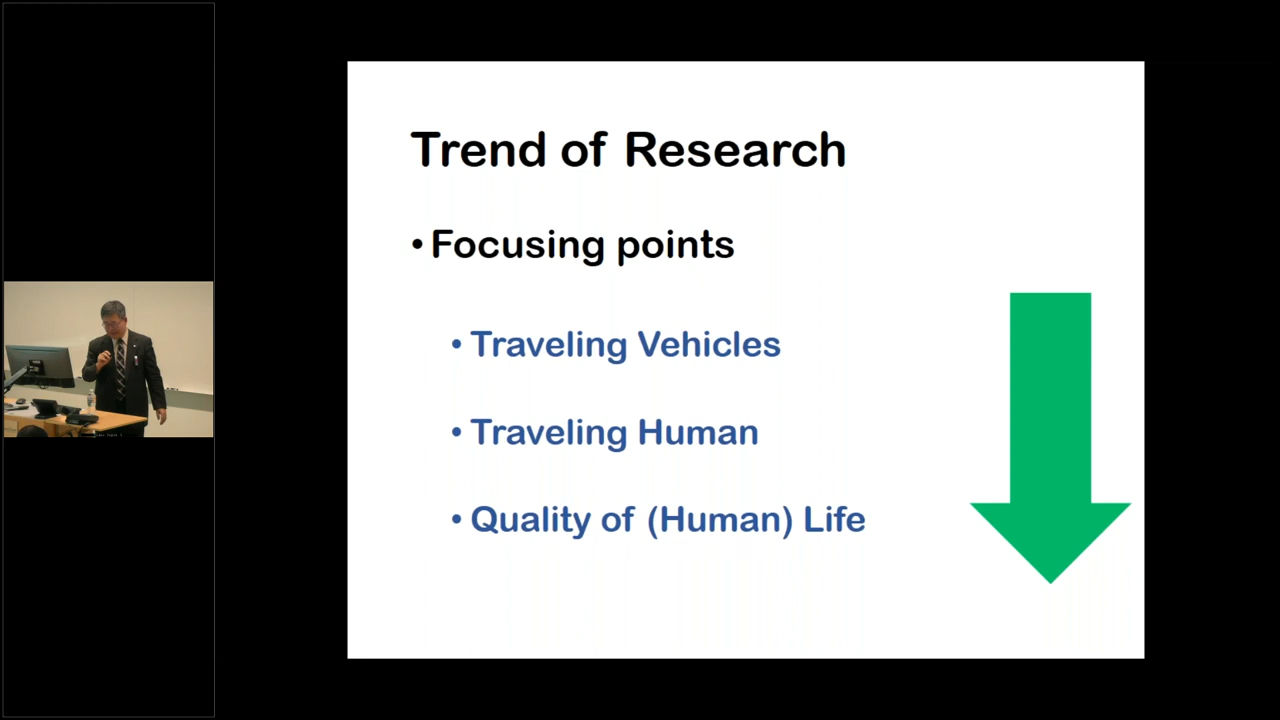 Trend of Research
• Focusing points
• Traveling Vehicles
• Traveling Human
• Quality of (Human) Life